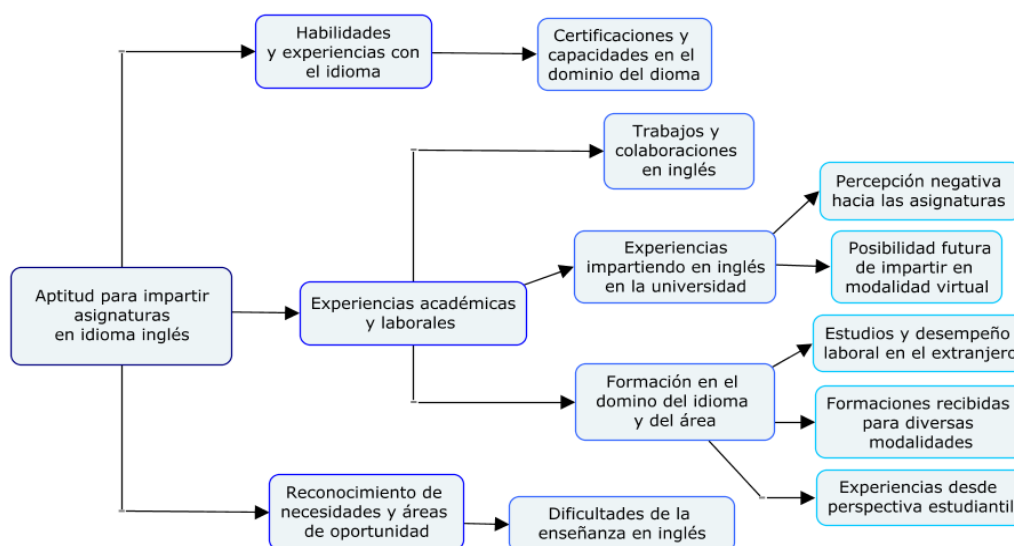 Habilidades
y experiencias con
el idioma
Certificaciones y
capacidades en el
dominio del dioma
Trabajos y
colaboraciones
en inglés
Percepción negativa
hacia las asignaturas
Experiencias
impartiendo en inglés
en la universidad
Posibilidad futura
de impartir en
modalidad virtual
Aptitud para impartir
asignaturas
en idioma inglés
Experiencias académicas
y laborales
Estudios y desempeño
laboral en el extranjero
Formación en el
domino del idioma
y del área
Formaciones recibidas
para diversas
modalidades
Experiencias desde
perspectiva estudiantil
Reconocimiento de
necesidades y áreas
de oportunidad
Dificultades de la
enseñanza en inglés